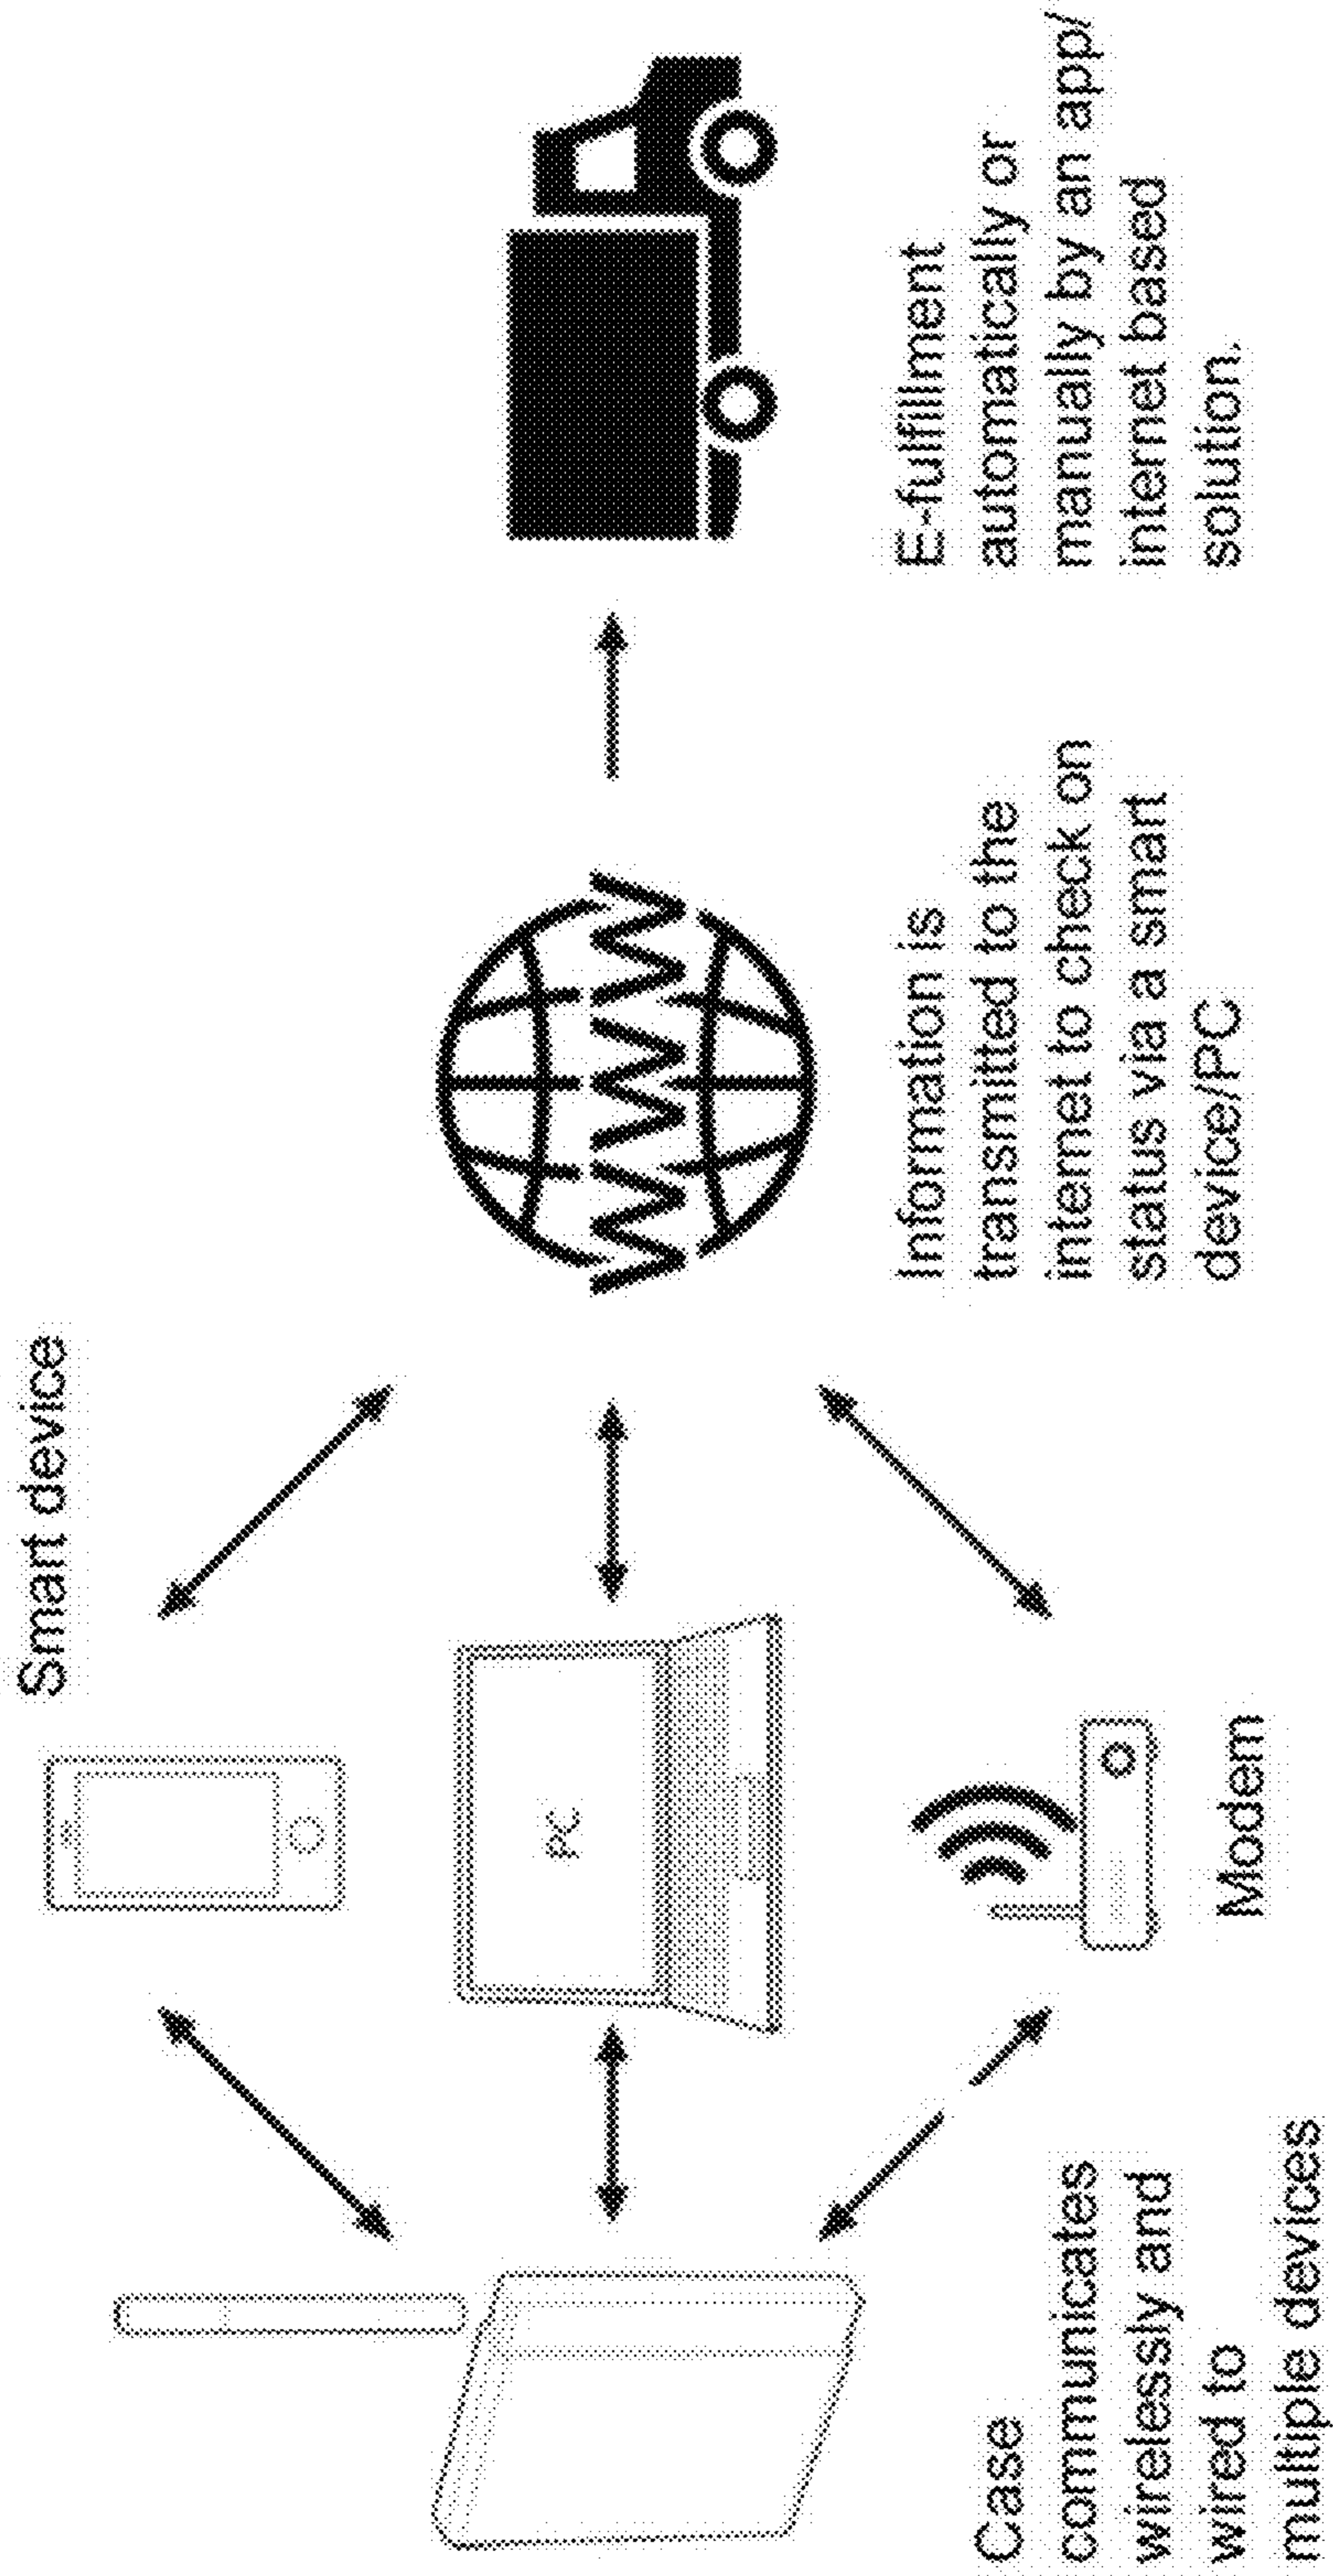 Smart device
PC
WWW
Modem
Case
communicates
wirelessly and
wired to
multiple devices
Information is
transmitted to the
internet to check on
status via a smart
device/PC
E-fulfillment
automatically or
manually by an app/
internet based
solution.